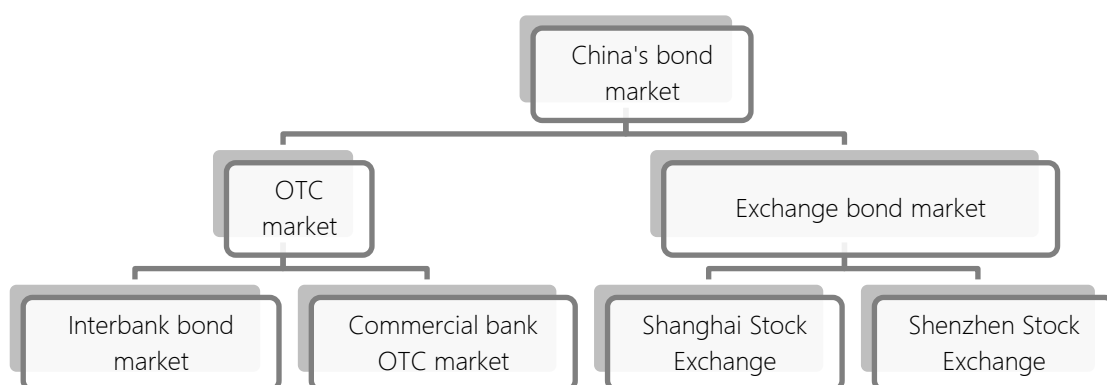 China's bond
market
OTC
market
Exchange bond market
Interbank bond
market
Commercial bank
OTC market
Shanghai Stock
Exchange
Shenzhen Stock
Exchange